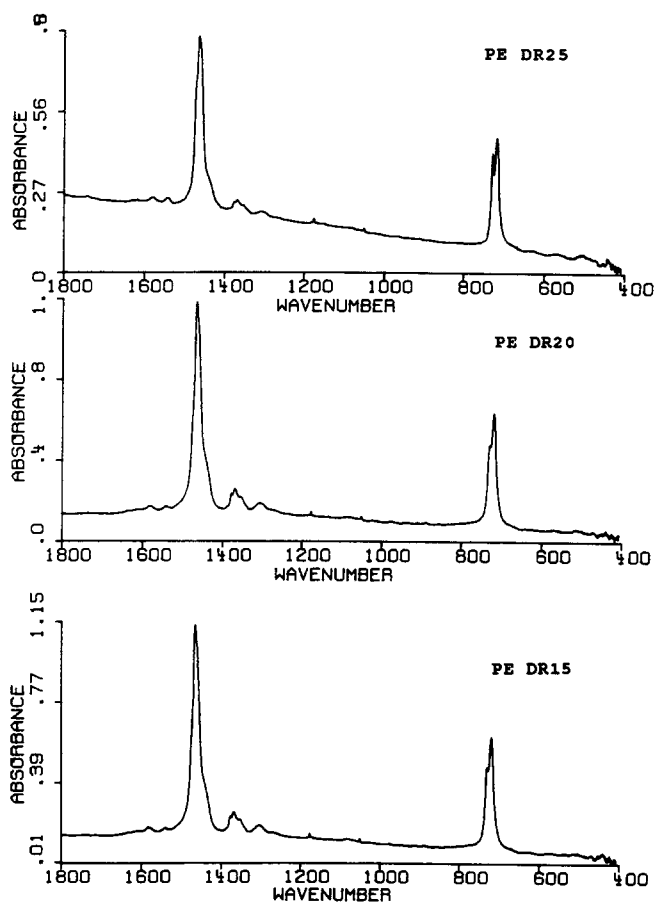 .8
PE DR25
.56
ABSORBANCE
.27
.0
1800 1600 1400 1200 1000 800 600 400
WAVENUMBER
1.
PE DR20
.8
ABSORBANCE
.4
.0
1800 1600 1400 1200 1000 800 600 400
WAVENUMBER
1.15
PE DR15
.77
ABSORBANCE
.39
.01
1800 1600 1400 1200 1000 800 600 400
WAVENUMBER